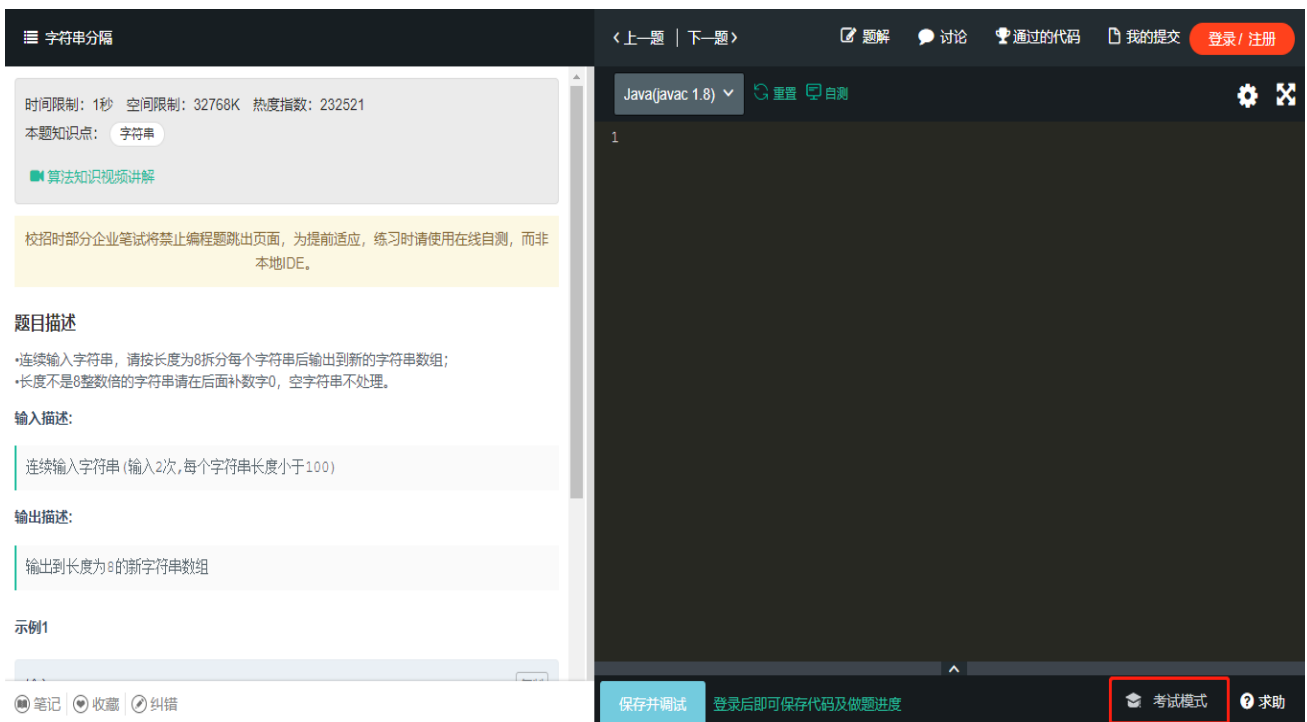 字符串分隔
〈上一题 | 下一题〉 题解 讨论 通过的代码 我的提交 登录 / 注册
时间限制：1秒 空间限制：32768K 热度指数：232521
本题知识点： 字符串
算法知识视频讲解
校招时部分企业笔试将禁止编程题跳出页面，为提前适应，练习时请使用在线自测，而非
本地IDE。
题目描述
•连续输入字符串，请按长度为8拆分每个字符串后输出到新的字符串数组；
•长度不是8整数倍的字符串请在后面补数字0，空字符串不处理。
输入描述:
连续输入字符串(输入2次,每个字符串长度小于100)
输出描述:
输出到长度为8的新字符串数组
示例1
笔记 收藏 纠错
Java(javac 1.8) 重置 自测
1
保存并调试 登录后即可保存代码及做题进度 考试模式 求助